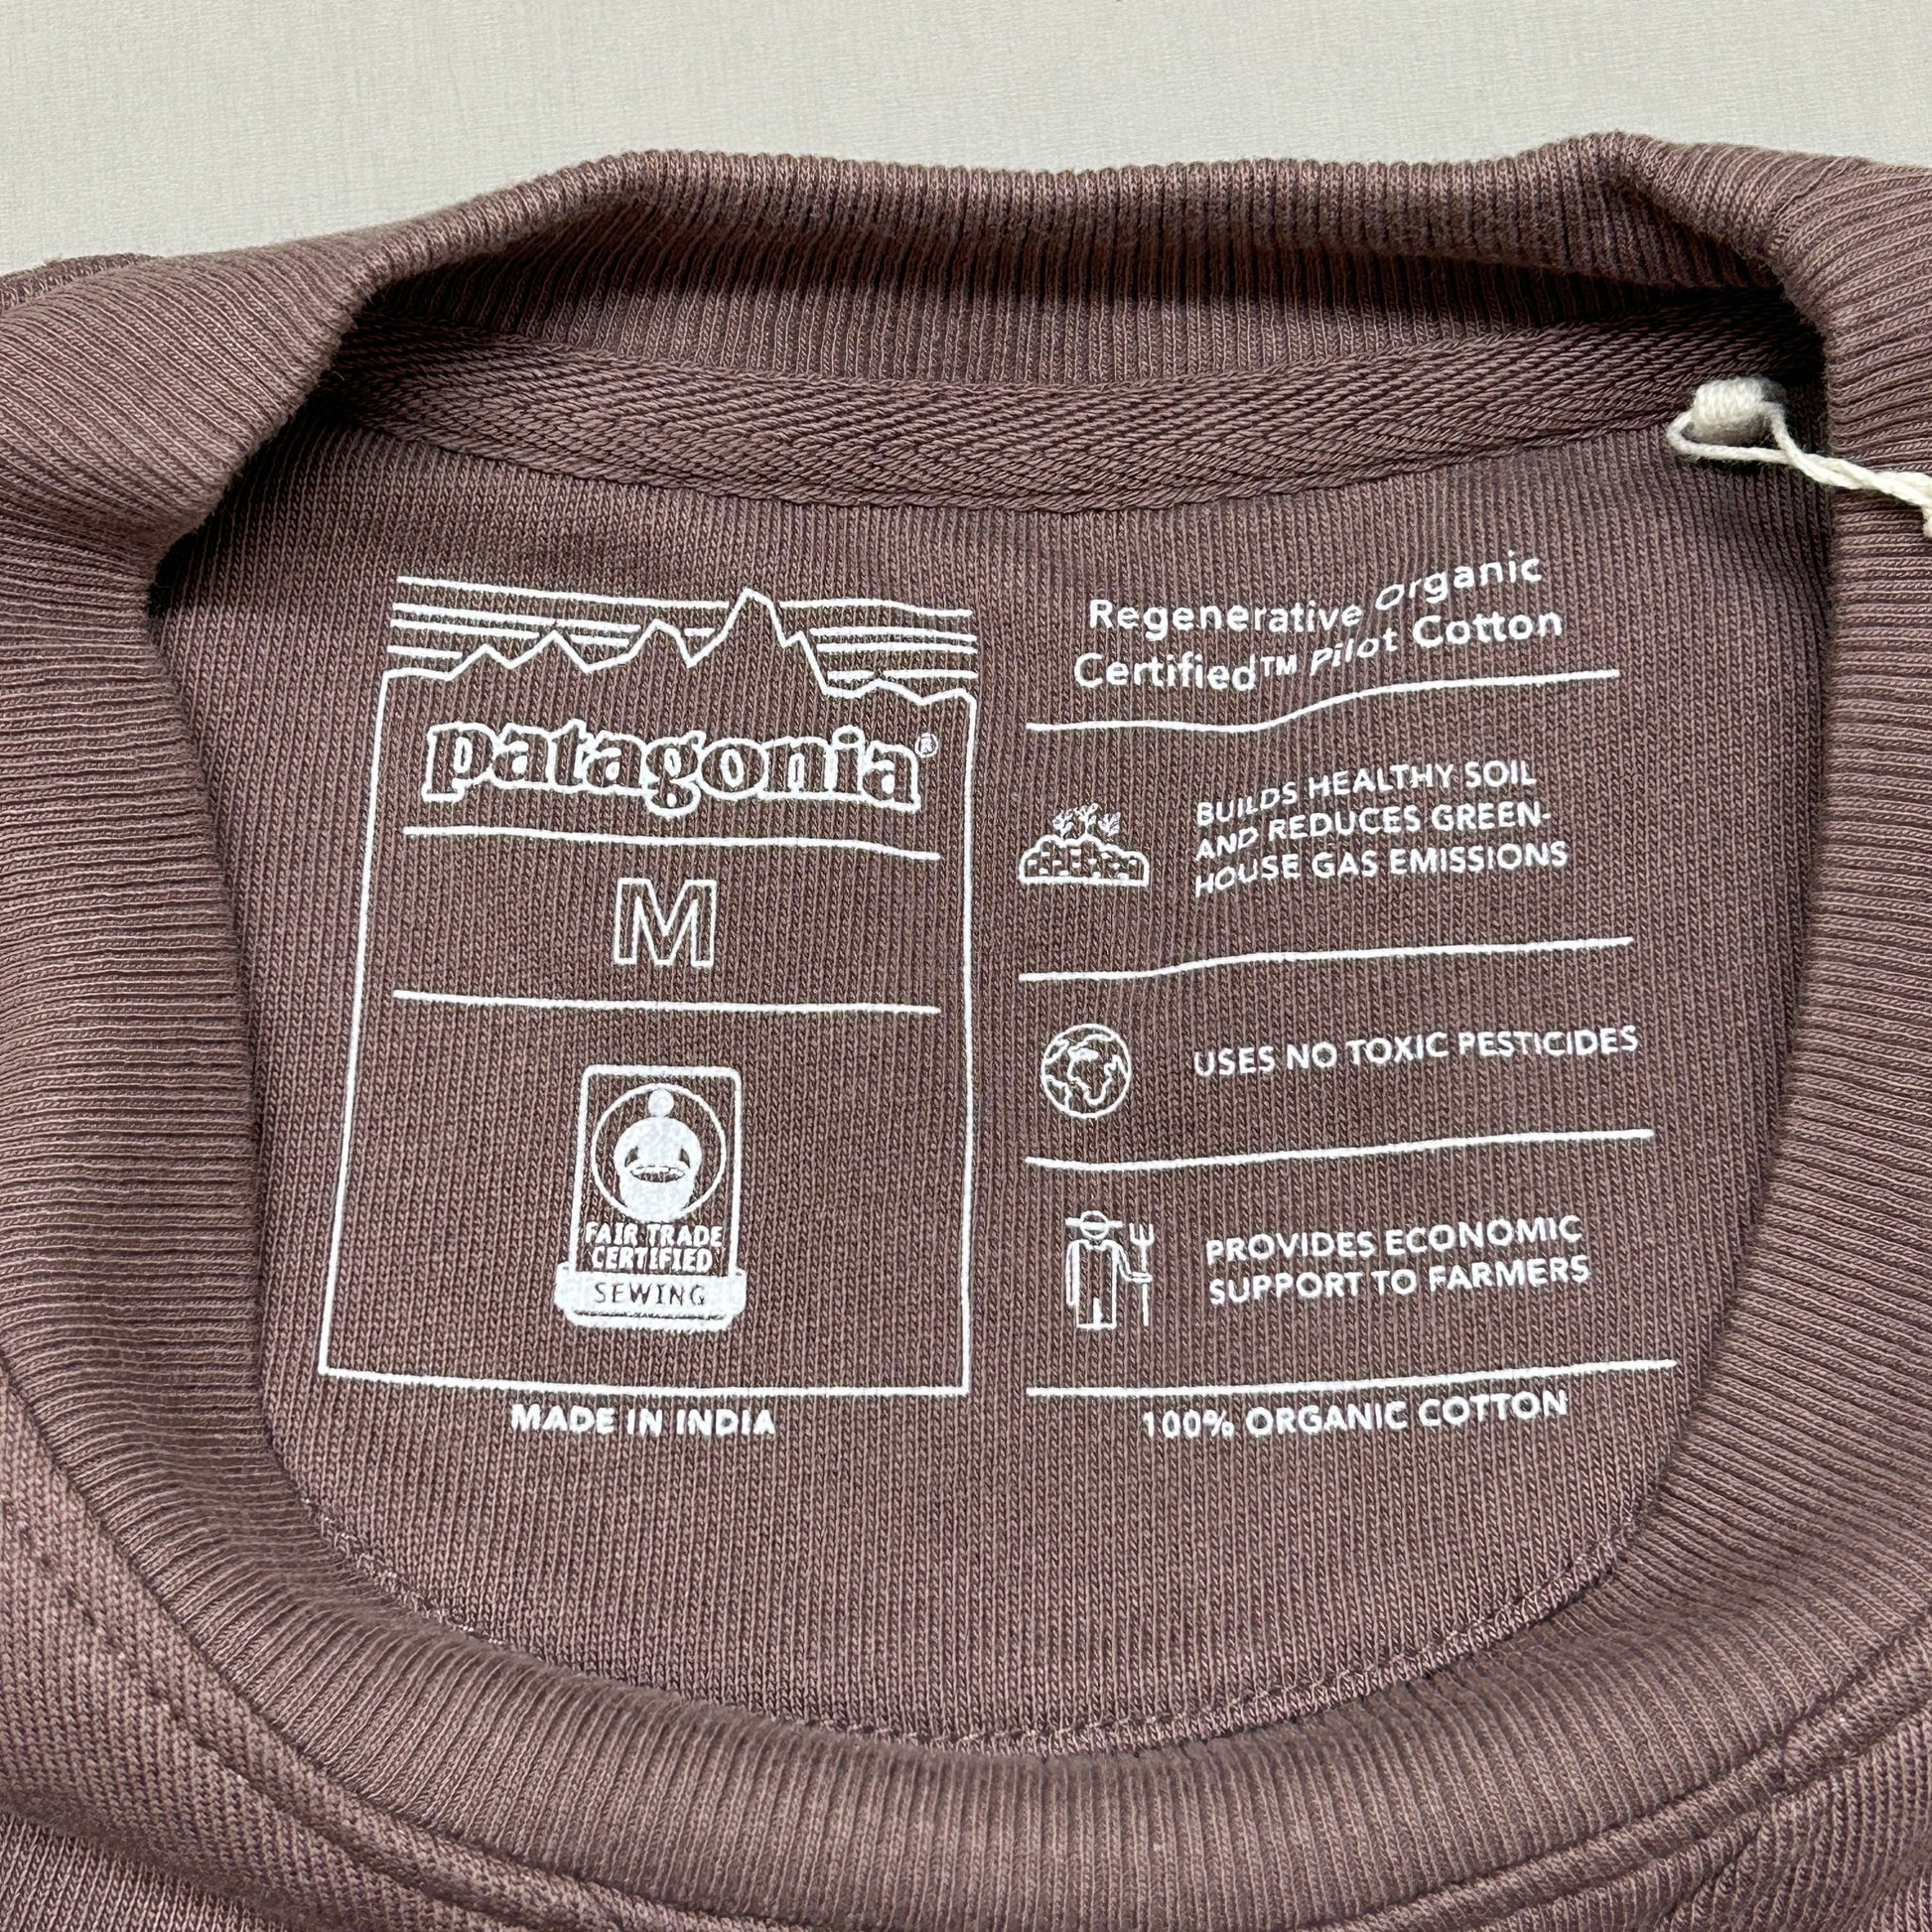 patagonia®
M
FAIR TRADE
CERTIFIED
SEWING
MADE IN INDIA
Regenerative Organic
Certified™ Pilot Cotton
BUILDS HEALTHY SOIL
AND REDUCES GREEN-
HOUSE GAS EMISSIONS
USES NO TOXIC PESTICIDES
PROVIDES ECONOMIC
SUPPORT TO FARMERS
100% ORGANIC COTTON